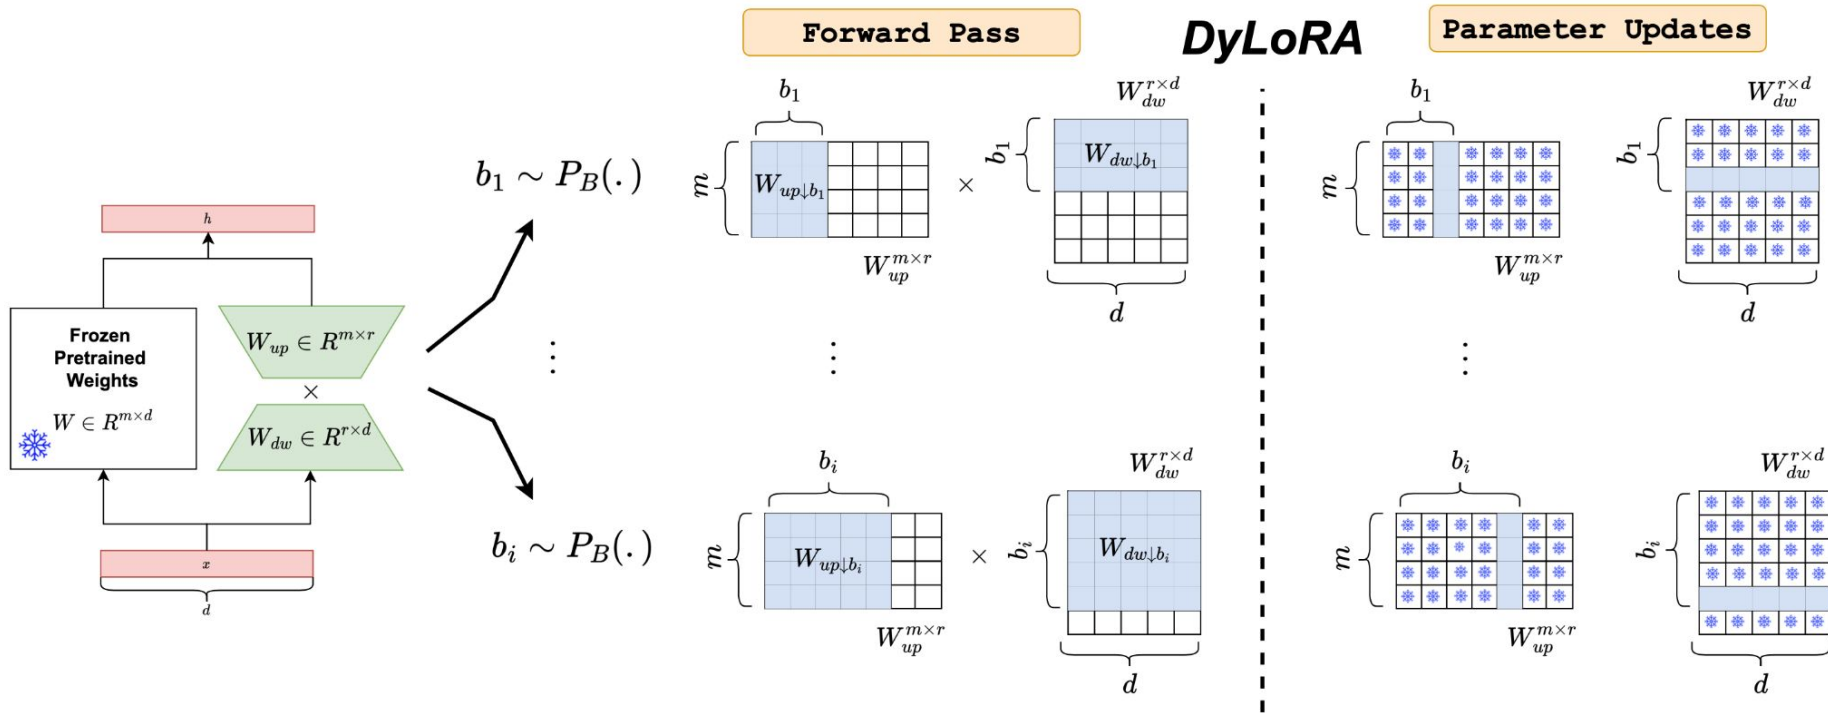 Forward Pass
DyLoRA
Parameter Updates
h
Frozen
Pretrained
Weights
W ∈ R^{m×d}
W_{up} ∈ R^{m×r}
×
W_{dw} ∈ R^{r×d}
x
d
b_1 ∼ P_B(.)
⋮
b_i ∼ P_B(.)
b_1
m
W_{up↓b_1}
W_{up}^{m×r}
×
W_{dw}^{r×d}
b_1
W_{dw↓b_1}
d
⋮
b_i
m
W_{up↓b_i}
W_{up}^{m×r}
×
W_{dw}^{r×d}
b_i
W_{dw↓b_i}
d
b_1
m
W_{up}^{m×r}
W_{dw}^{r×d}
b_1
d
⋮
b_i
m
W_{up}^{m×r}
W_{dw}^{r×d}
b_i
d